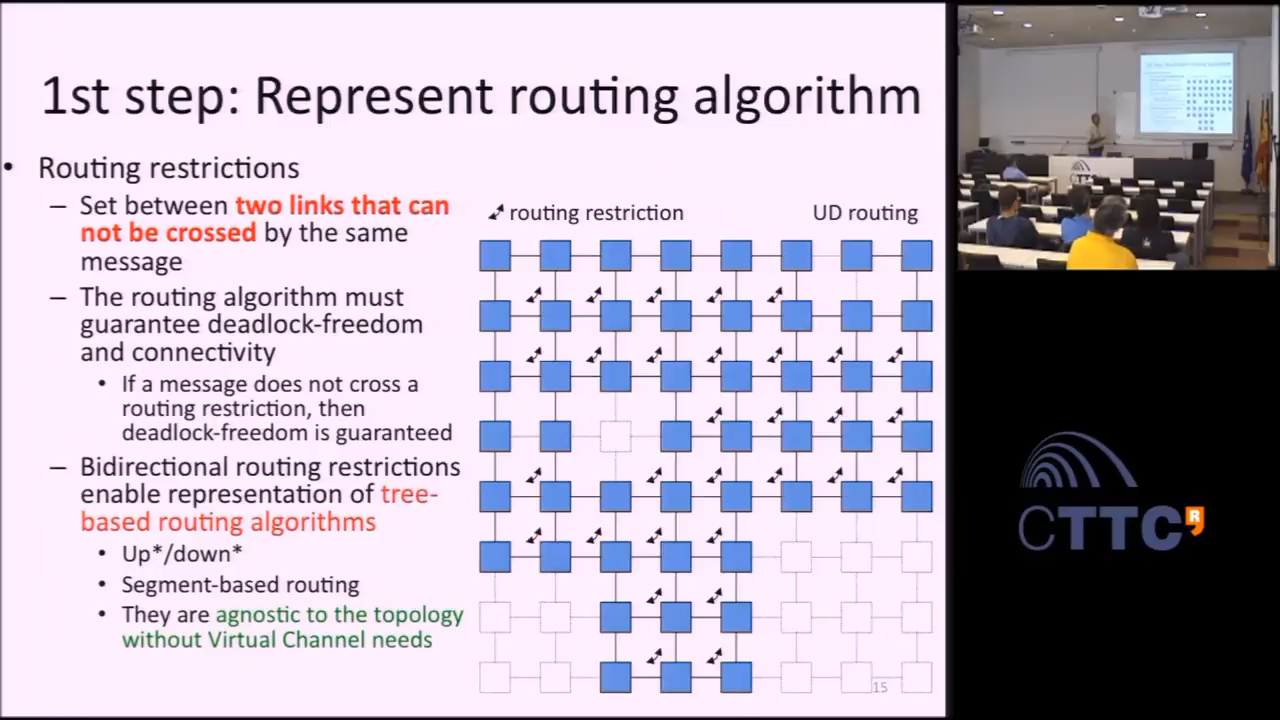 1st step: Represent routing algorithm
• Routing restrictions
– Set between two links that can
not be crossed by the same
message
– The routing algorithm must
guarantee deadlock-freedom
and connectivity
• If a message does not cross a
routing restriction, then
deadlock-freedom is guaranteed
– Bidirectional routing restrictions
enable representation of tree-
based routing algorithms
• Up*/down*
• Segment-based routing
• They are agnostic to the topology
without Virtual Channel needs
routing restriction
UD routing
15
CTTC
CTTC R